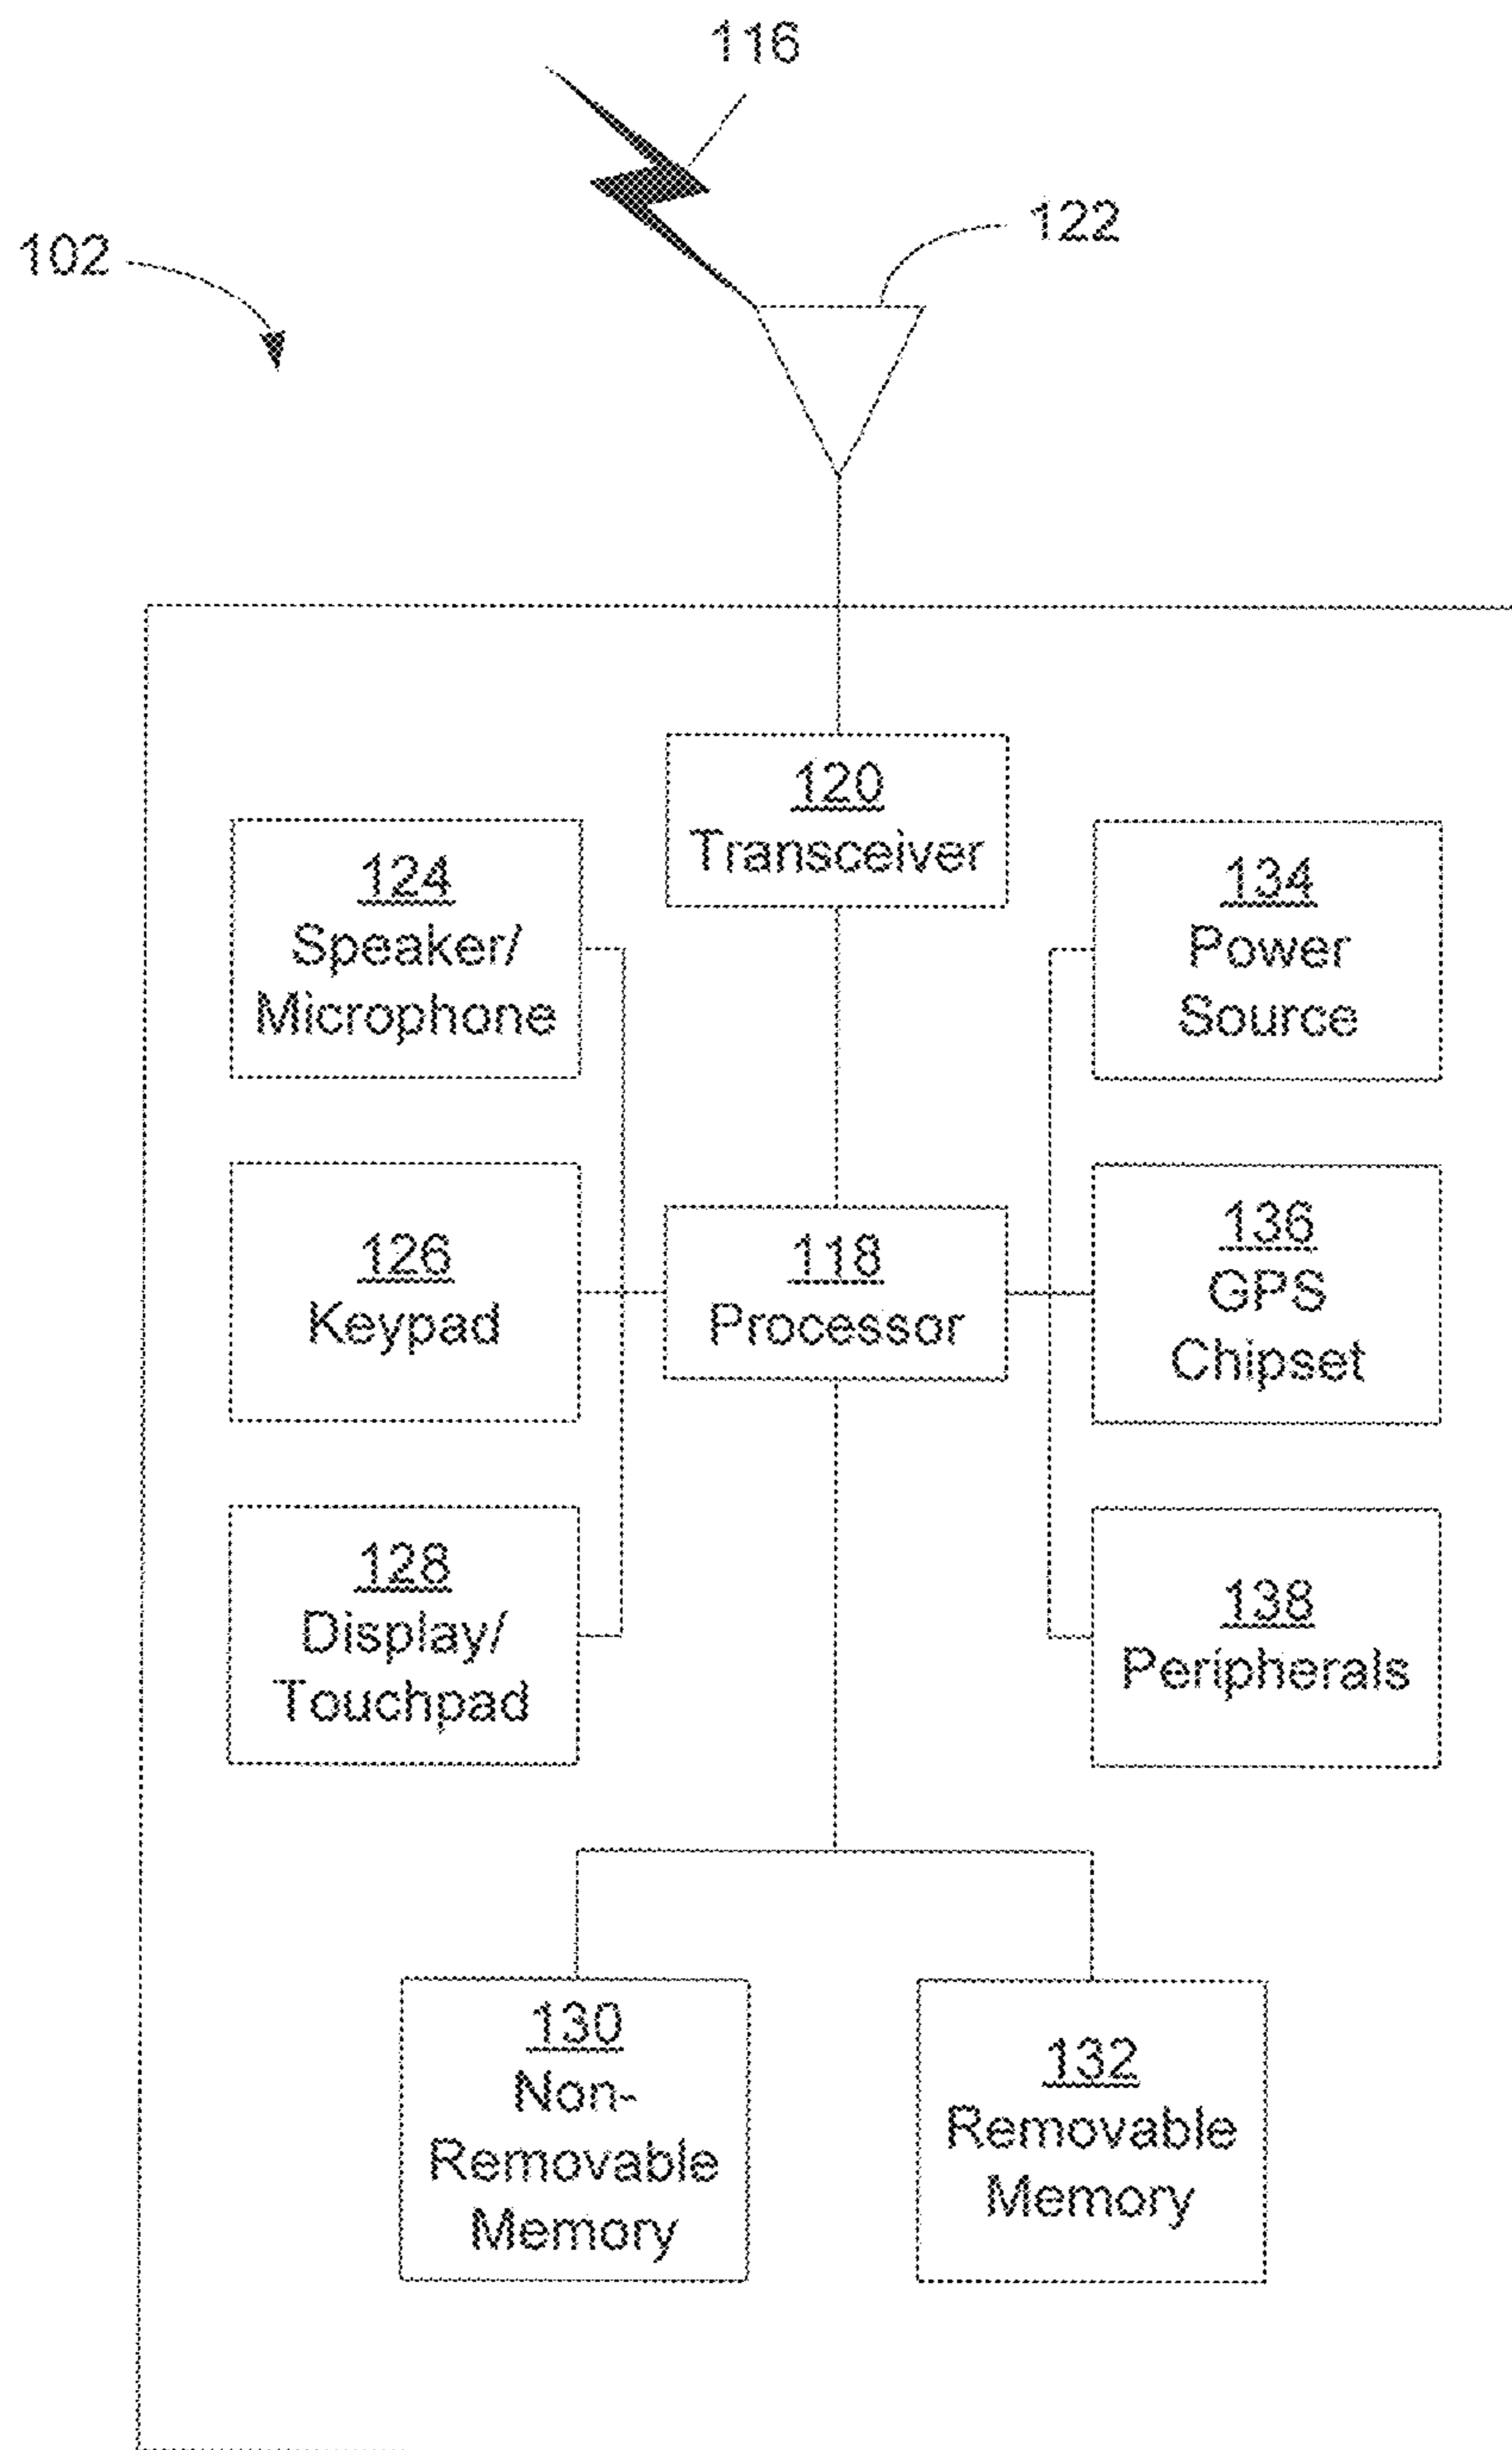 116
122
102
120
Transceiver
124
Speaker/
Microphone
134
Power
Source
126
Keypad
118
Processor
136
GPS
Chipset
128
Display/
Touchpad
138
Peripherals
130
Non-
Removable
Memory
132
Removable
Memory